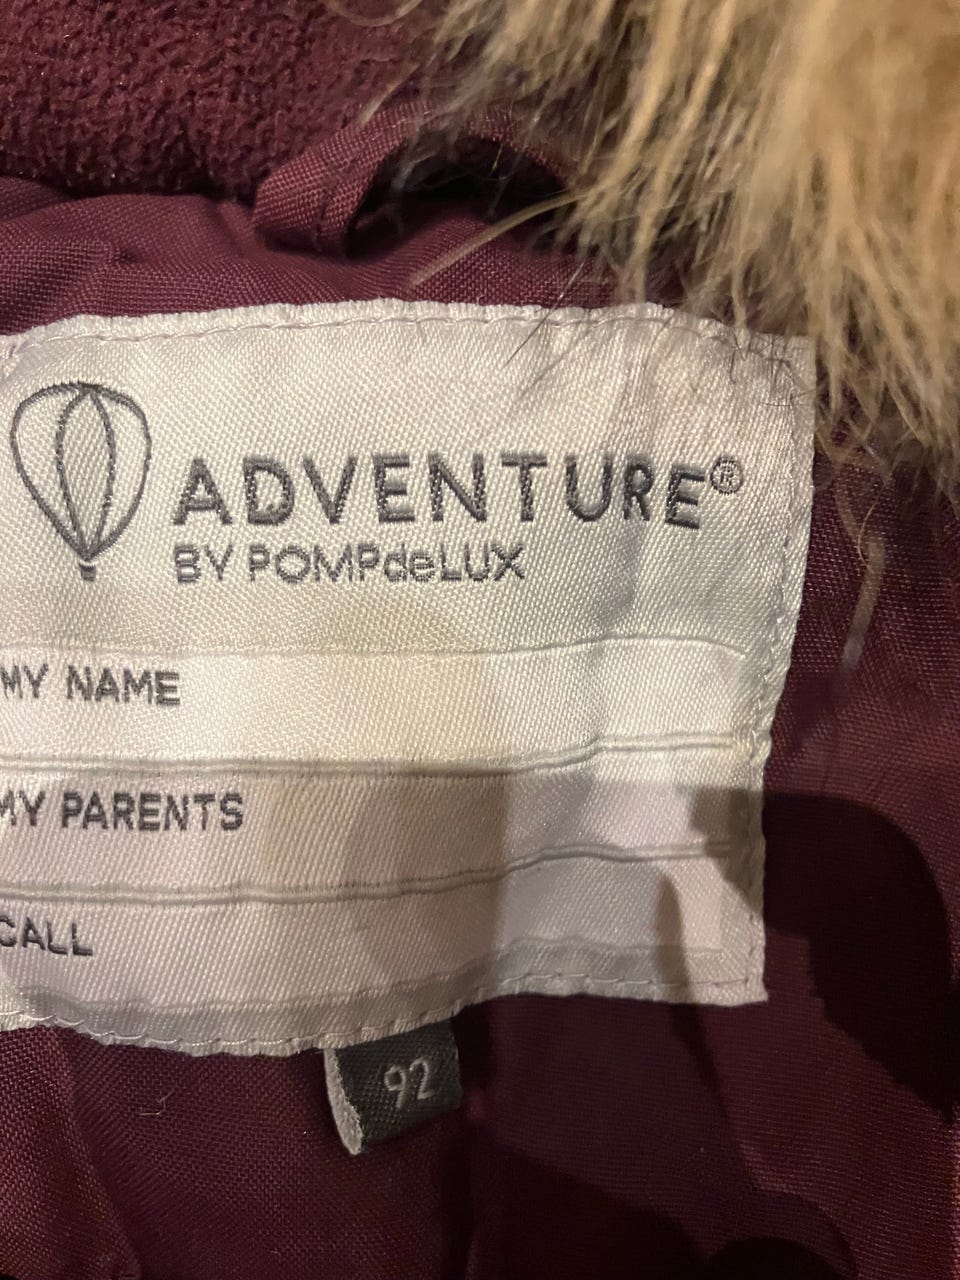 ADVENTURE®
BY POMPdeLUX
MY NAME
MY PARENTS
CALL
92